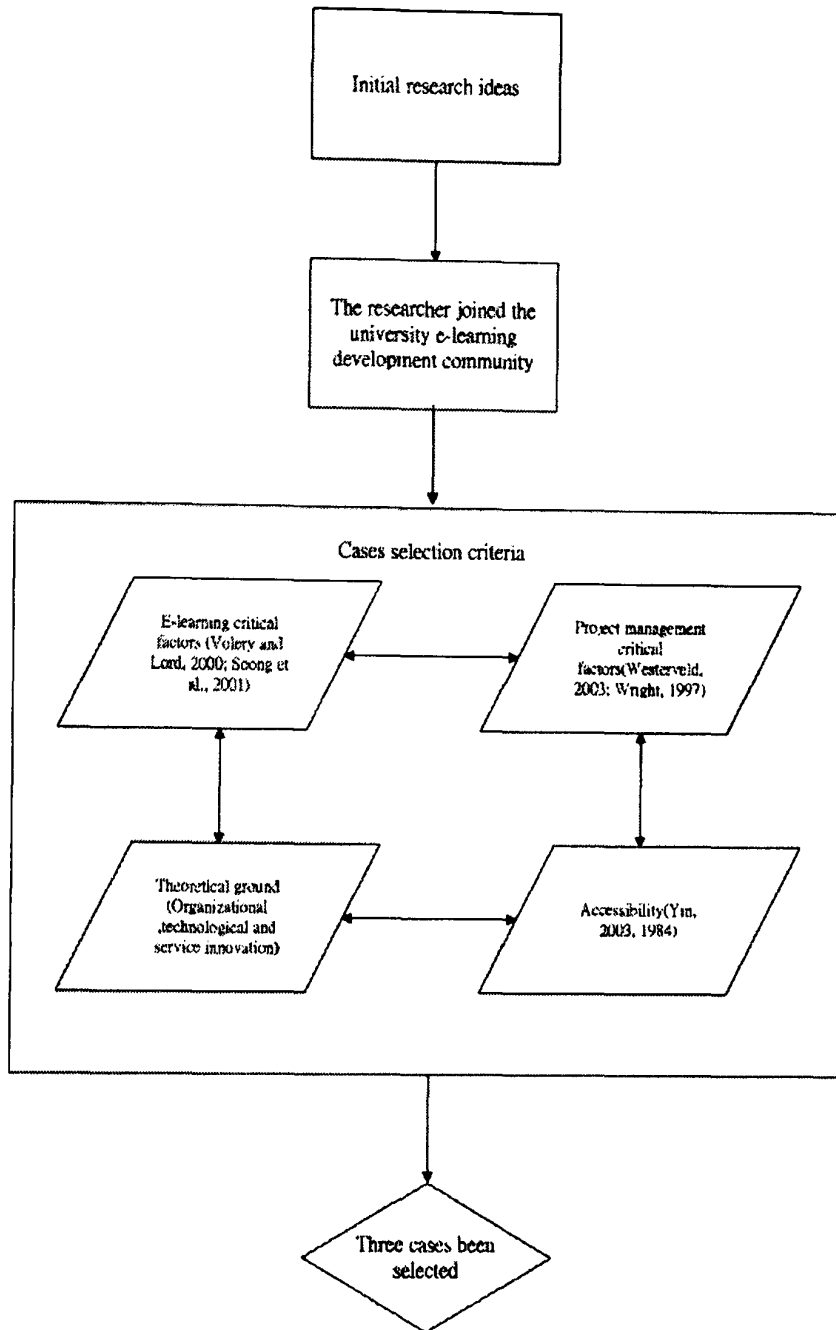 Initial research ideas
The researcher joined the
university e-learning
development community
Cases selection criteria
E-learning critical
factors (Volery and
Lord, 2000; Soong et
al., 2001)
Project management
critical
factors(Westerveld,
2003; Wright, 1997)
Theoretical ground
(Organizational
,technological and
service innovation)
Accessibility(Yin,
2003, 1984)
Three cases been
selected